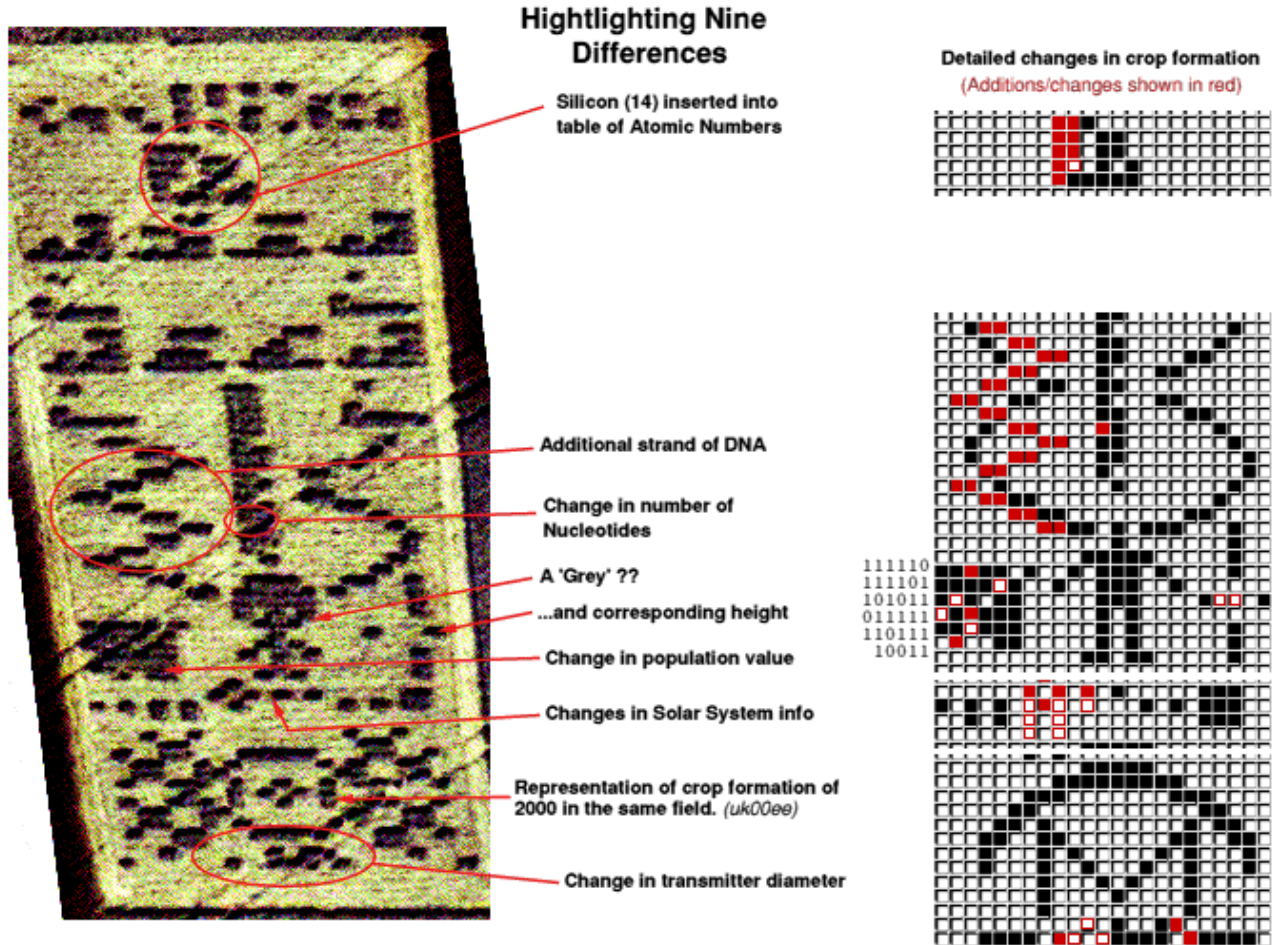 Hightlighting Nine
Differences
Detailed changes in crop formation
(Additions/changes shown in red)
Silicon (14) inserted into
table of Atomic Numbers
Additional strand of DNA
Change in number of
Nucleotides
A 'Grey' ??
...and corresponding height
Change in population value
Changes in Solar System info
Representation of crop formation of
2000 in the same field. (uk00ee)
Change in transmitter diameter
111110
111101
101011
011111
110111
10011